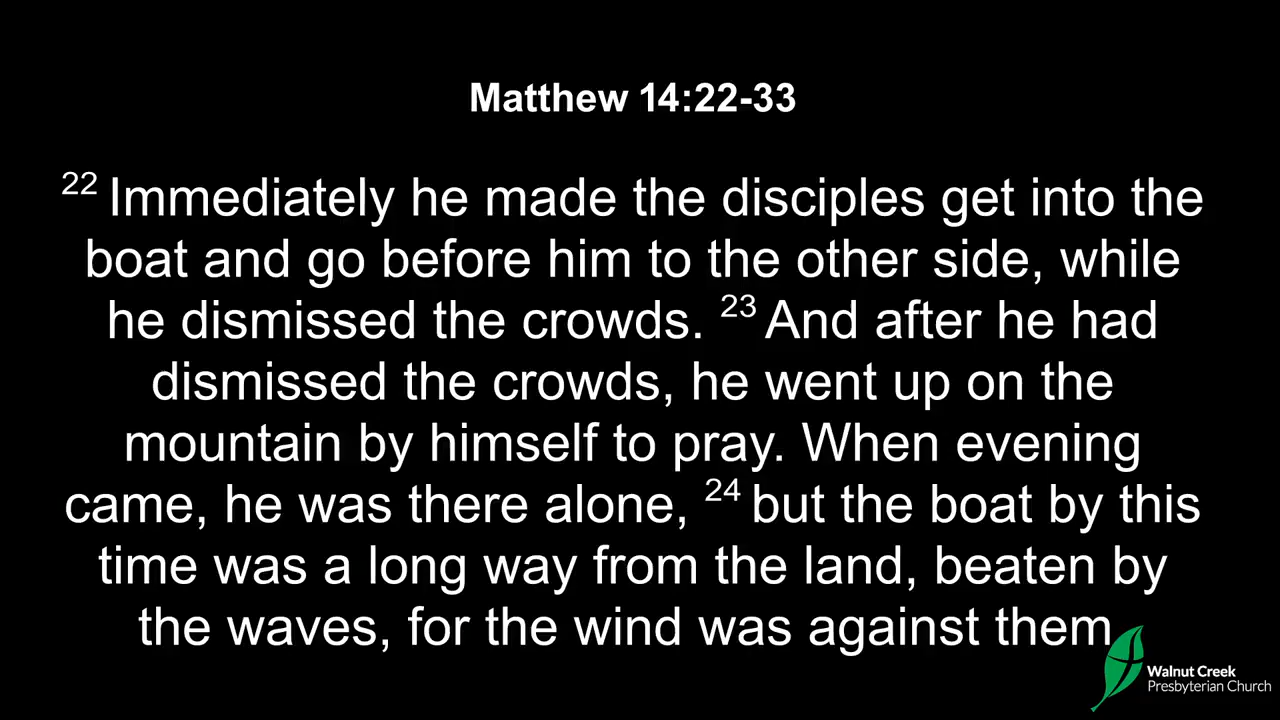 Matthew 14:22-33
22 Immediately he made the disciples get into the
boat and go before him to the other side, while
he dismissed the crowds. 23 And after he had
dismissed the crowds, he went up on the
mountain by himself to pray. When evening
came, he was there alone, 24 but the boat by this
time was a long way from the land, beaten by
the waves, for the wind was against them
Walnut Creek
Presbyterian Church